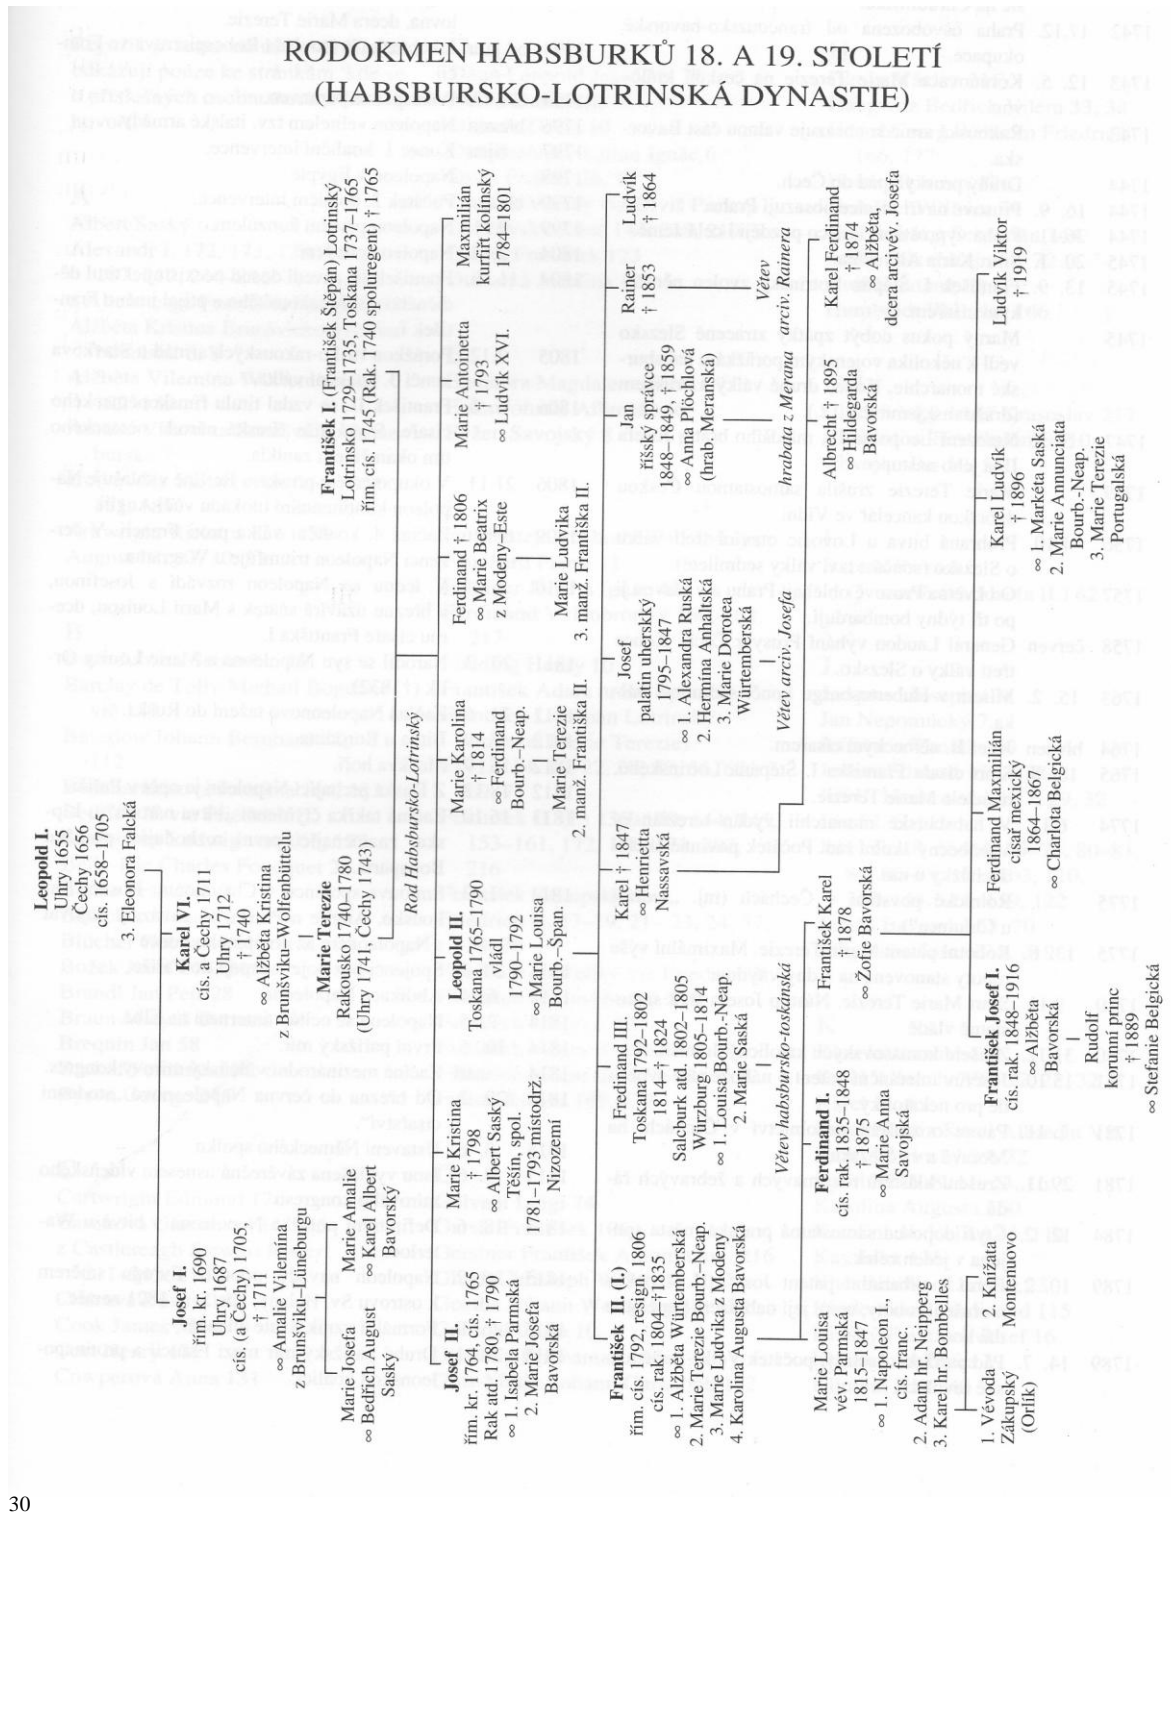 RODOKMEN HABSBURKŮ 18. A 19. STOLETÍ
(HABSBURSKO-LOTRINSKÁ DYNASTIE)
Leopold I.
Uhry 1655
Čechy 1656
cís. 1658–1705
3. Eleonora Falcká
Josef I.
řím. kr. 1690
Uhry 1687
cís, (a Čechy) 1705,
† 1711
∞ Amálie Vilemína
z Brunšviku–Lüneburgu
Karel VI.
cís. a Čechy 1711
Uhry 1712
† 1740
∞ Alžběta Kristina
z Brunšviku–Wolfenbüttelu
Marie Josefa
∞ Bedřich August
Saský
Marie Amalie
∞ Karel Albert
Bavorský
Marie Terezie
Rakousko 1740–1780
(Uhry 1741 Čechy 1743)
František I. (František Štěpán) Lotrinský
Lotrinsko 1729–1735, Toskana 1737–1765
řím. cís. 1745 (Rak. 1740 spoluregent) † 1765
Rod Habsbursko-Lotrinský
Josef II.
řím. kr. 1764, cís. 1765
Rak atd. 1780, † 1790
∞ 1. Isabela Parmská
2. Marie Josefa
Bavorská
Marie Kristina
† 1798
∞ Albert Saský
Těšín, spol.
1781–1793 místodrž.
Nizozemí
Leopold II.
Toskana 1765–1790
vládl
1790–1792
∞ Marie Louisa
Bourb.–Špan.
Marie Karolina
† 1814
∞ Ferdinand
Bourb.–Neap.
Marie Terezie
2. manž. Františka II.
Ferdinand † 1806
∞ Marie Beatrix
z Modeny-Este
Marie Ludvika
3. manž. Františka II.
Marie Antonetta
† 1793
∞ Ludvík XVI.
Maxmilián
kurfiřt kolínský
1784–1801
František II. (I.)
řím. cís. 1792, resign. 1806
cís. rak. 1804–†1835
∞ 1. Alžběta Würtemberská
2. Marie Terezie Bourb.–Neap.
3. Marie Ludvika z Modeny
4. Karolina Augusta Bavorská
Ferdinand III.
Toskana 1792–1802
1814–† 1824
Salcburk atd. 1802–1805
Würzburg 1805–1814
∞ 1. Louisa Bourb.-Neap.
2. Marie Saská
Větev habsbursko-toskánská
Karel † 1847
∞ Henrietta
Nassavská
Josef
palatin uherskky
1795–1847
∞ 1. Alexandra Ruská
2. Hermína Anhaltská
3. Marie Dorotea
Würtemberská
Větev arciv. Josefa
Jan
říšský správce
1848–1849, †1859
∞ Anna Plöchlová
(hrab. Meranská)
hrabata z Merana
Rainer
† 1853
Větev
arciv. Rainera
Ludvík
† 1864
Marie Louisa
vév. Parmská
1815–1847
∞ 1. Napoleon I.,
cís. franc.
2. Adam hr. Neipperg
3. Karel hr. Bombelles
Ferdinand I.
cís. rak. 1835–1848
† 1875
∞ Marie Anna
Savojská
František Karel
† 1878
∞ Žofie Bavorská
Albrecht † 1895
∞ Hildegarda
Bavorská
Karel Ferdinand
† 1874
∞ Alžběta,
dcera arcivév. Josefa
1. Vévoda
Zákupský
(Orlík)
2. Knížata
Montenuovo
František Josef I.
cís. rak. 1848–1916
∞ Alžběta
Bavorská
Rudolf
korunní princ
† 1889
∞ Stefanie Belgická
Ferdinand Maxmilián
císař mexický
1864–1867
∞ Charlota Belgická
Karel Ludvík
† 1896
∞ 1. Markéta Saská
2. Marie Annunciata
Bourb.-Neap.
3. Marie Terezie
Portugalská
Ludvík Viktor
† 1919
30